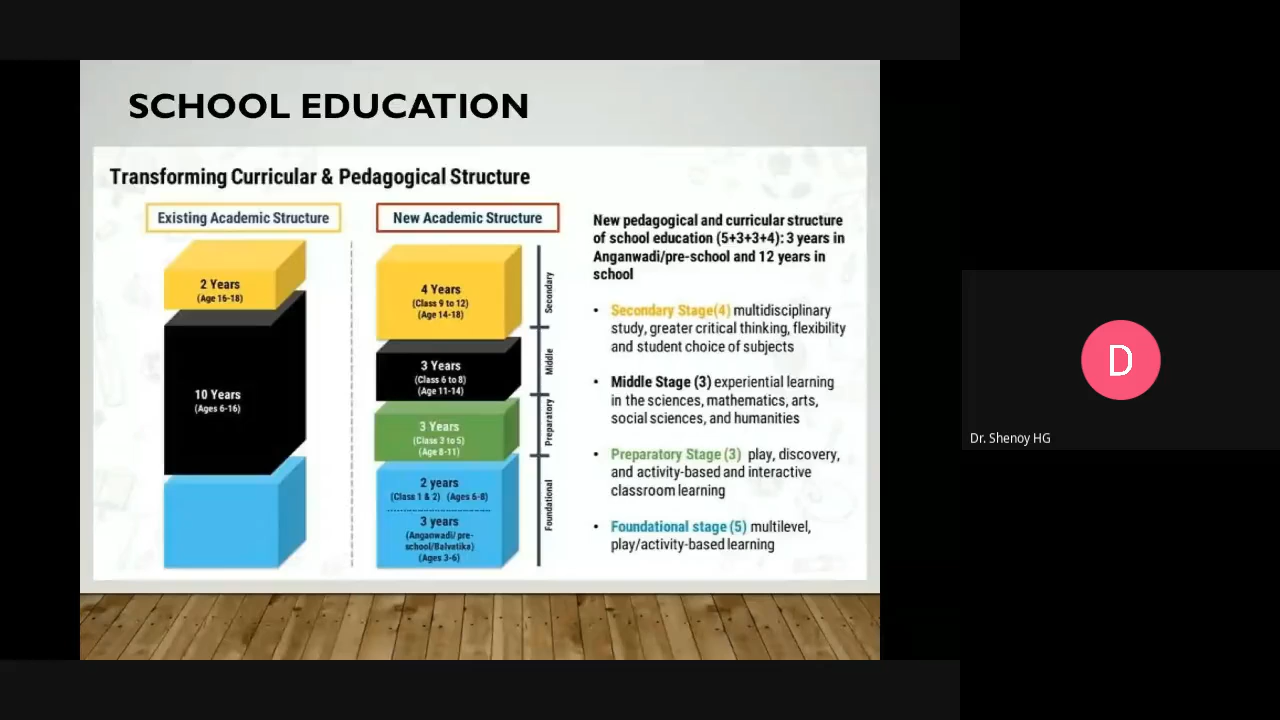 SCHOOL EDUCATION
Transforming Curricular & Pedagogical Structure
Existing Academic Structure
2 Years
(Age 16-18)
10 Years
(Ages 6-16)
New Academic Structure
4 Years
(Class 9 to 12)
(Age 14-18)
Secondary
3 Years
(Class 6 to 8)
(Age 11-14)
Middle
3 Years
(Class 3 to 5)
(Age 8-11)
Preparatory
2 years
(Class 1 & 2) (Ages 6-8)
3 years
(Anganwadi/ pre-
school/Balvatika)
(Ages 3-6)
Foundational
New pedagogical and curricular structure
of school education (5+3+3+4): 3 years in
Anganwadi/pre-school and 12 years in
school
• Secondary Stage(4) multidisciplinary
study, greater critical thinking, flexibility
and student choice of subjects
• Middle Stage (3) experiential learning
in the sciences, mathematics, arts,
social sciences, and humanities
• Preparatory Stage (3) play, discovery,
and activity-based and interactive
classroom learning
• Foundational stage (5) multilevel,
play/activity-based learning
D
Dr. Shenoy HG